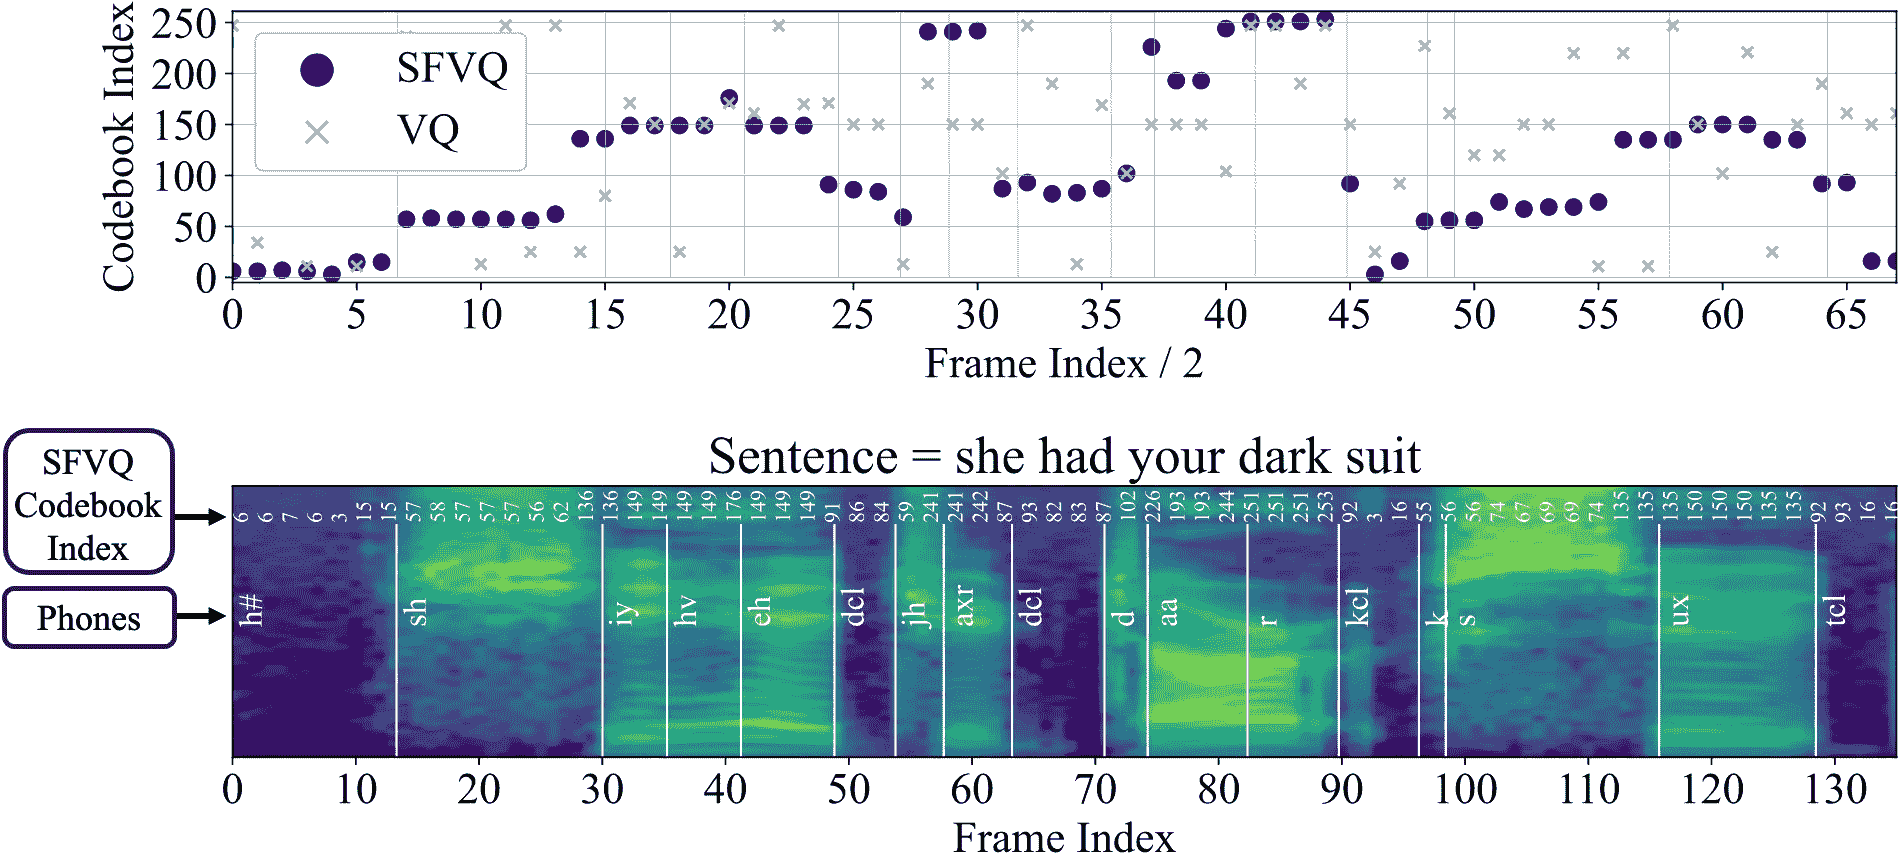 Codebook Index
250
200
150
100
50
0
SFVQ
VQ
0 5 10 15 20 25 30 35 40 45 50 55 60 65
Frame Index / 2
Sentence = she had your dark suit
SFVQ
Codebook
Index
6 6 7 6 3 15 15 57 58 57 57 57 56 62 136 136 149 149 149 149 176 149 149 149 91 86 84 59 241 241 242 87 93 82 83 87 102 226 193 193 244 251 251 251 253 92 3 16 55 56 56 74 67 69 69 74 135 135 135 150 150 150 135 135 92 93 16 16
Phones
h# sh iy hv eh dcl jh axr dcl d aa r kcl k s ux tcl
0 10 20 30 40 50 60 70 80 90 100 110 120 130
Frame Index